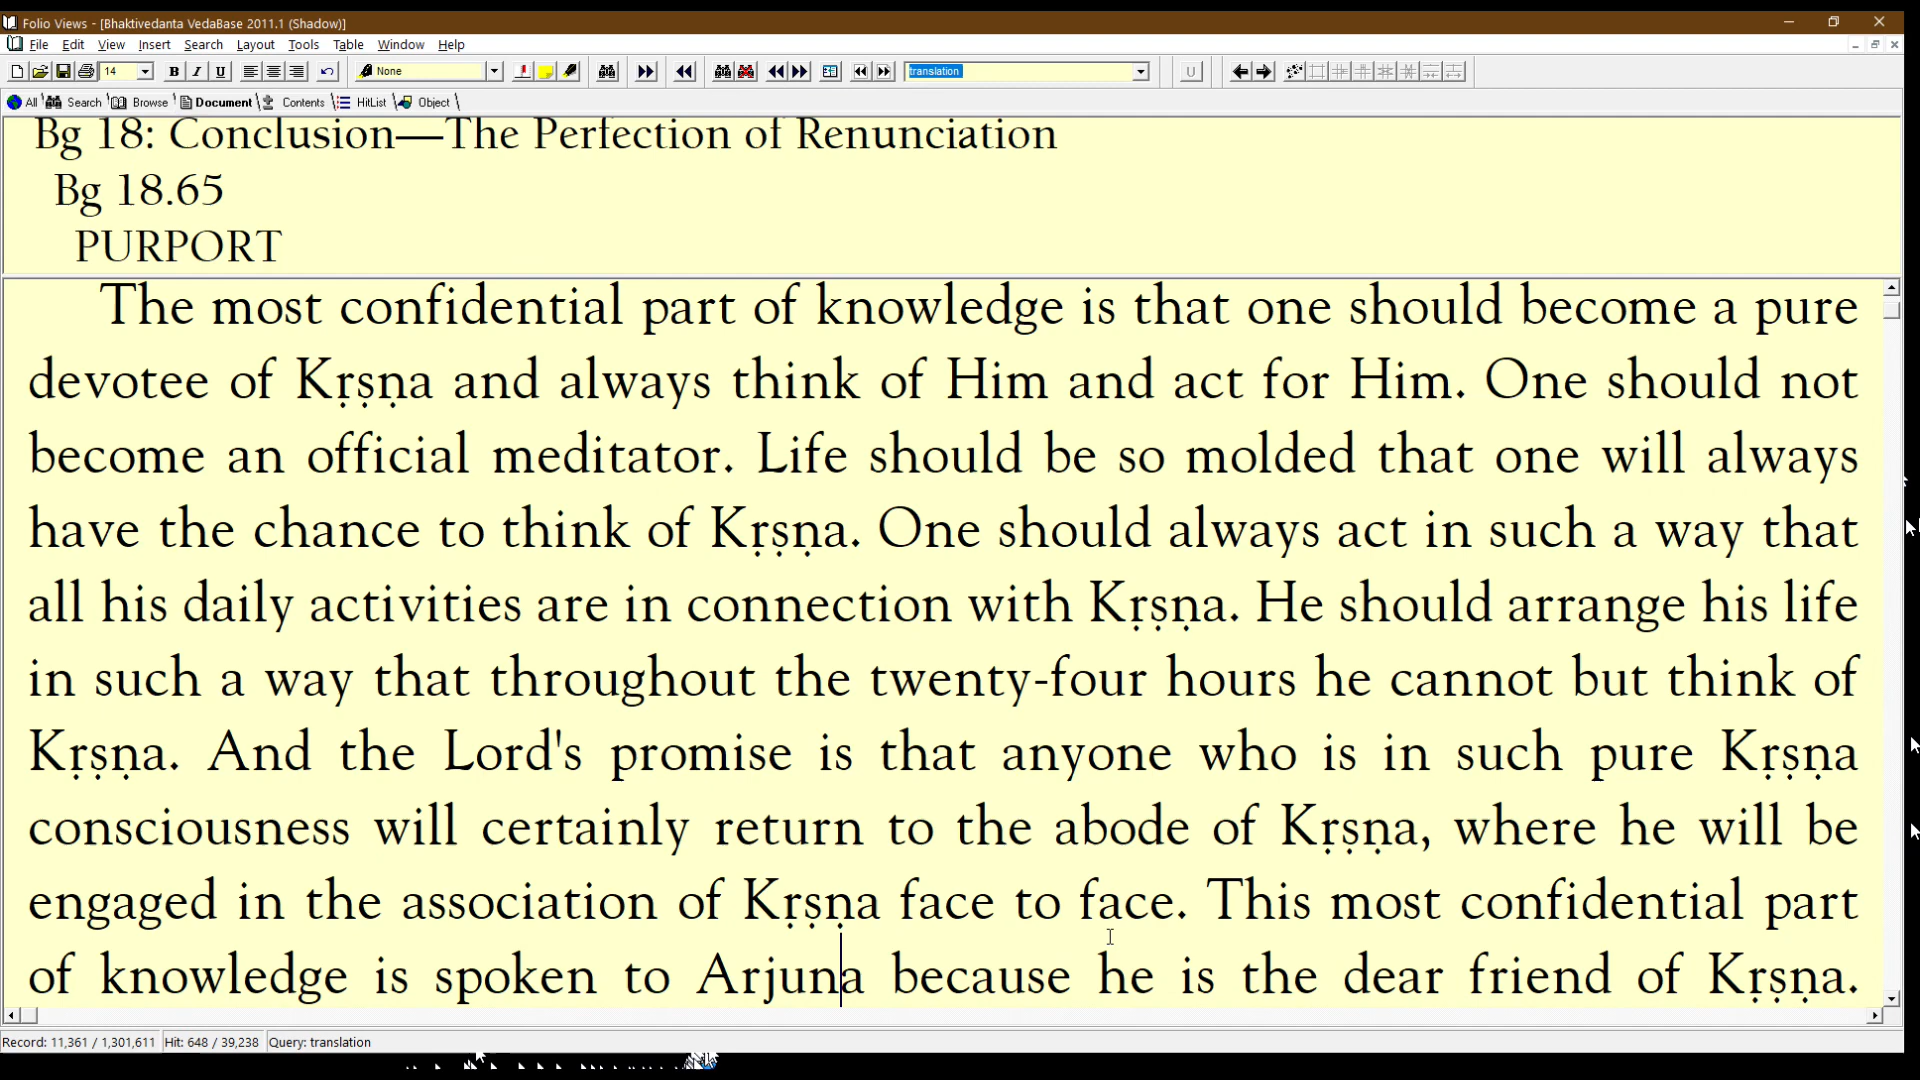 Folio Views - [Bhaktivedanta VedaBase 2011.1 (Shadow)]
File Edit View Insert Search Layout Tools Table Window Help
14 B I U None translation U
All Search Browse Document Contents HitList Object
Bg 18: Conclusion—The Perfection of Renunciation
Bg 18.65
PURPORT
The most confidential part of knowledge is that one should become a pure
devotee of Kṛṣṇa and always think of Him and act for Him. One should not
become an official meditator. Life should be so molded that one will always
have the chance to think of Kṛṣṇa. One should always act in such a way that
all his daily activities are in connection with Kṛṣṇa. He should arrange his life
in such a way that throughout the twenty-four hours he cannot but think of
Kṛṣṇa. And the Lord's promise is that anyone who is in such pure Kṛṣṇa
consciousness will certainly return to the abode of Kṛṣṇa, where he will be
engaged in the association of Kṛṣṇa face to face. This most confidential part
of knowledge is spoken to Arjuna because he is the dear friend of Kṛṣṇa.
Record: 11,361 / 1,301,611 Hit: 648 / 39,238 Query: translation